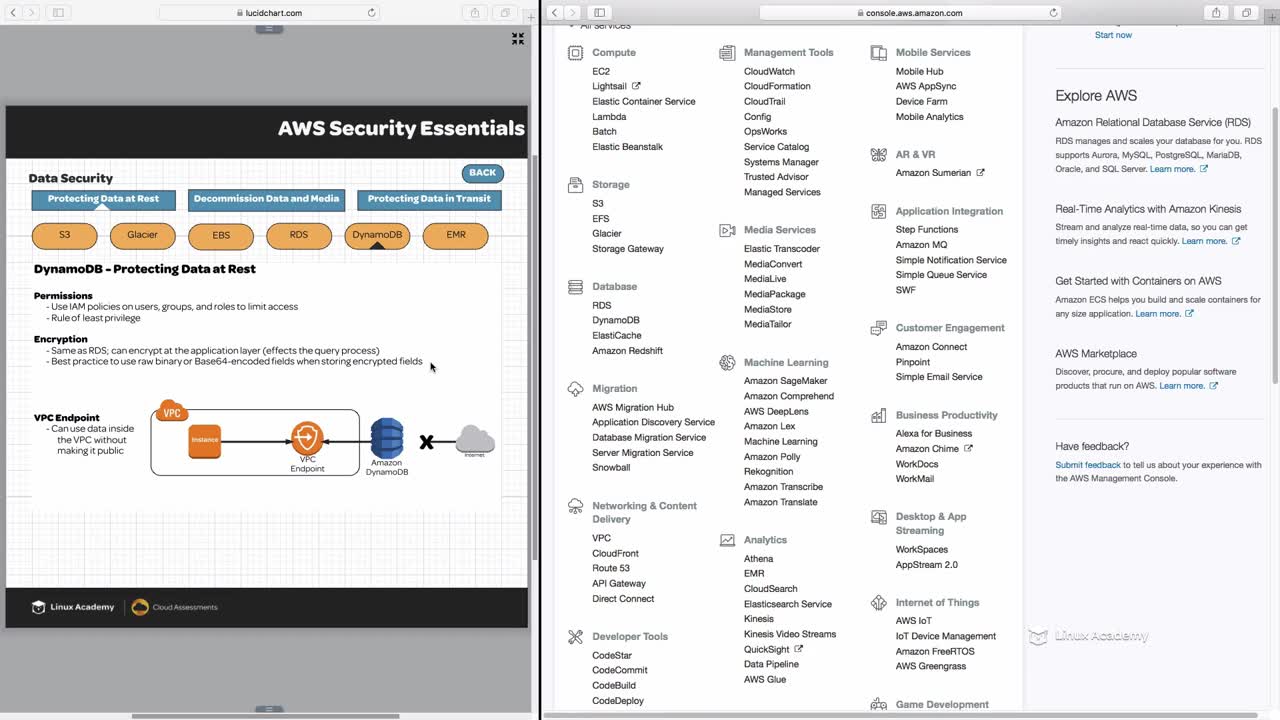 lucidchart.com
console.aws.amazon.com
AWS Security Essentials
Data Security
BACK
Protecting Data at Rest
Decommission Data and Media
Protecting Data in Transit
S3
Glacier
EBS
RDS
DynamoDB
EMR
DynamoDB - Protecting Data at Rest
Permissions
- Use IAM policies on users, groups, and roles to limit access
- Rule of least privilege
Encryption
- Same as RDS; can encrypt at the application layer (effects the query process)
- Best practice to use raw binary or Base64-encoded fields when storing encrypted fields
VPC Endpoint
- Can use data inside
the VPC without
making it public
VPC
Instance
VPC
Endpoint
Amazon
DynamoDB
X
Internet
Linux Academy
Cloud Assessments
All services
Compute
EC2
Lightsail
Elastic Container Service
Lambda
Batch
Elastic Beanstalk
Storage
S3
EFS
Glacier
Storage Gateway
Database
RDS
DynamoDB
ElastiCache
Amazon Redshift
Migration
AWS Migration Hub
Application Discovery Service
Database Migration Service
Server Migration Service
Snowball
Networking & Content
Delivery
VPC
CloudFront
Route 53
API Gateway
Direct Connect
Developer Tools
CodeStar
CodeCommit
CodeBuild
CodeDeploy
Management Tools
CloudWatch
CloudFormation
CloudTrail
Config
OpsWorks
Service Catalog
Systems Manager
Trusted Advisor
Managed Services
Media Services
Elastic Transcoder
MediaConvert
MediaLive
MediaPackage
MediaStore
MediaTailor
Machine Learning
Amazon SageMaker
Amazon Comprehend
AWS DeepLens
Amazon Lex
Machine Learning
Amazon Polly
Rekognition
Amazon Transcribe
Amazon Translate
Analytics
Athena
EMR
CloudSearch
Elasticsearch Service
Kinesis
Kinesis Video Streams
QuickSight
Data Pipeline
AWS Glue
Mobile Services
Mobile Hub
AWS AppSync
Device Farm
Mobile Analytics
AR & VR
Amazon Sumerian
Application Integration
Step Functions
Amazon MQ
Simple Notification Service
Simple Queue Service
SWF
Customer Engagement
Amazon Connect
Pinpoint
Simple Email Service
Business Productivity
Alexa for Business
Amazon Chime
WorkDocs
WorkMail
Desktop & App
Streaming
WorkSpaces
AppStream 2.0
Internet of Things
AWS IoT
IoT Device Management
Amazon FreeRTOS
AWS Greengrass
Game Development
Start now
Explore AWS
Amazon Relational Database Service (RDS)
RDS manages and scales your database for you. RDS
supports Aurora, MySQL, PostgreSQL, MariaDB,
Oracle, and SQL Server. Learn more.
Real-Time Analytics with Amazon Kinesis
Stream and analyze real-time data, so you can get
timely insights and react quickly. Learn more.
Get Started with Containers on AWS
Amazon ECS helps you build and scale containers for
any size application. Learn more.
AWS Marketplace
Discover, procure, and deploy popular software
products that run on AWS. Learn more.
Have feedback?
Submit feedback to tell us about your experience with
the AWS Management Console.
Linux Academy